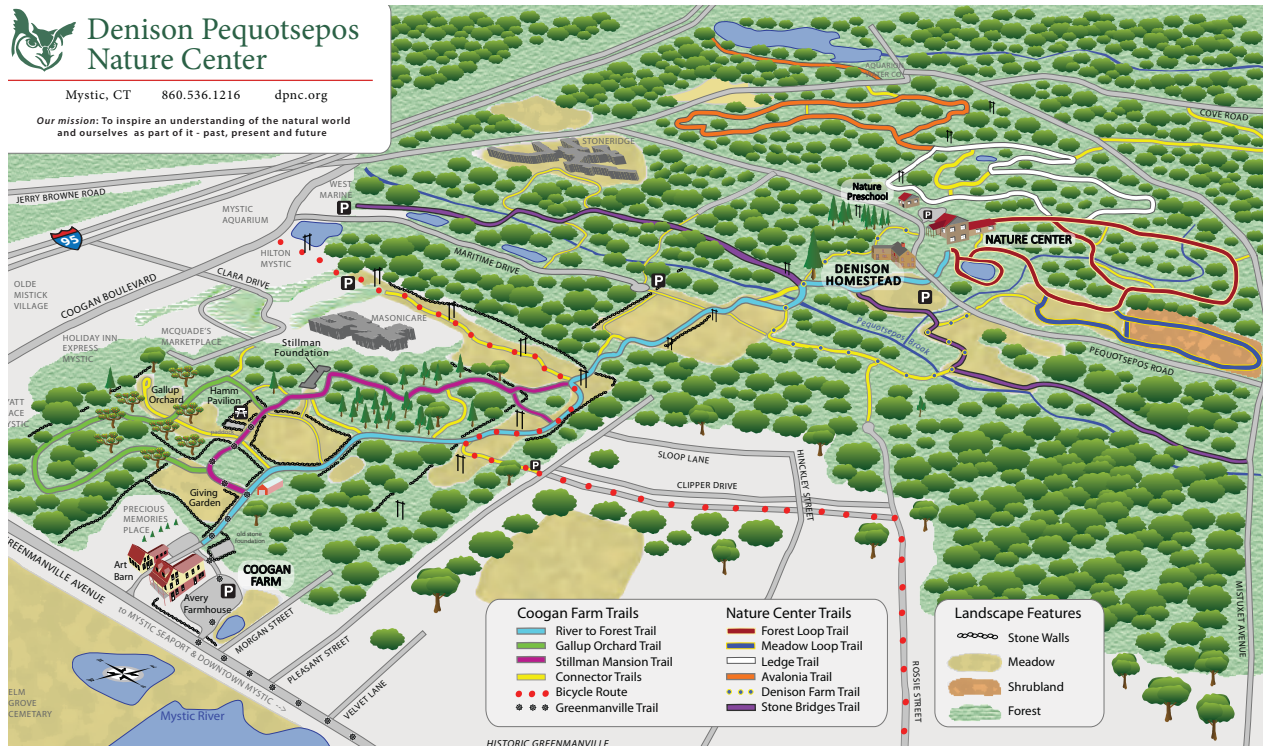 Denison Pequotsepos
Nature Center
Mystic, CT 860.536.1216 dpnc.org
Our mission: To inspire an understanding of the natural world
and ourselves as part of it - past, present and future
JERRY BROWNE ROAD
MYSTIC
AQUARIUM
WEST
MARINE
P
STONERIDGE
AQUARION
WATER CO.
COVE ROAD
Nature
Preschool
P
NATURE CENTER
DENISON
HOMESTEAD
P
95
HILTON
MYSTIC
P
MARITIME DRIVE
P
CLARA DRIVE
COOGAN BOULEVARD
OLDE
MISTICK
VILLAGE
MASONICARE
MCQUADE'S
MARKETPLACE
HOLIDAY INN
EXPRESS
MYSTIC
Stillman
Foundation
Pequotsepos Brook
PEQUOTSEPOS ROAD
Gallup
Orchard
Hamm
Pavilion
Giving
Garden
PRECIOUS
MEMORIES
PLACE
old stone
foundation
P
SLOOP LANE
CLIPPER DRIVE
HINCKLEY STREET
Art
Barn
COOGAN
FARM
P
Avery
Farmhouse
GREENMANVILLE AVENUE
to MYSTIC SEAPORT & DOWNTOWN MYSTIC -->
MORGAN STREET
PLEASANT STREET
VELVET LANE
ROSSIE STREET
MISTUXET AVENUE
ELM
GROVE
CEMETARY
Mystic River
HISTORIC GREENMANVILLE
Coogan Farm Trails
River to Forest Trail
Gallup Orchard Trail
Stillman Mansion Trail
Connector Trails
Bicycle Route
Greenmanville Trail
Nature Center Trails
Forest Loop Trail
Meadow Loop Trail
Ledge Trail
Avalonia Trail
Denison Farm Trail
Stone Bridges Trail
Landscape Features
Stone Walls
Meadow
Shrubland
Forest